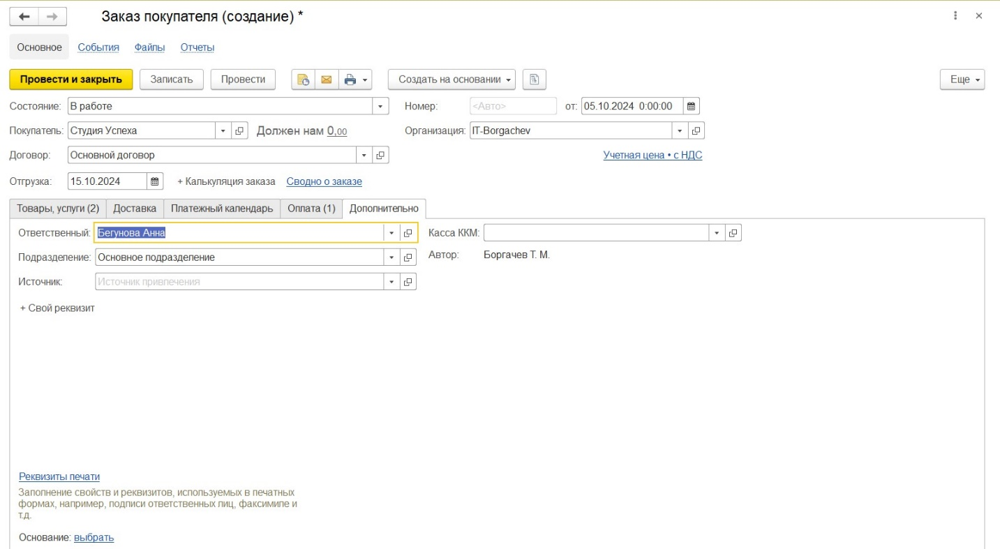 Заказ покупателя (создание) *
Основное События Файлы Отчеты
Провести и закрыть Записать Провести Создать на основании Еще
Состояние: В работе Номер: <Авто> от: 05.10.2024 0:00:00
Покупатель: Студия Успеха Должен нам 0,00 Организация: IT-Borgachev
Договор: Основной договор Учетная цена • с НДС
Отгрузка: 15.10.2024 + Калькуляция заказа Сводно о заказе
Товары, услуги (2) Доставка Платежный календарь Оплата (1) Дополнительно
Ответственный: Бегунова Анна Касса ККМ:
Подразделение: Основное подразделение Автор: Боргачев Т. М.
Источник: Источник привлечения
+ Свой реквизит
Реквизиты печати
Заполнение свойств и реквизитов, используемых в печатных
формах, например, подписи ответственных лиц, факсимиле и
т.д.
Основание: выбрать